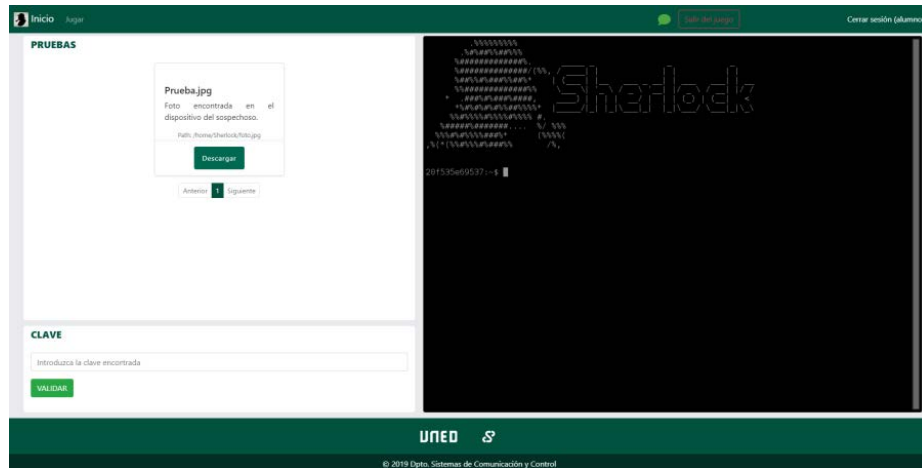 Inicio Jugar
Salir del juego
Cerrar sesión (alumno
PRUEBAS
Prueba.jpg
Foto encontrada en el
dispositivo del sospechoso.
Path: /home/Sherlock/foto.jpg
Descargar
Anterior 1 Siguiente
Sherlock
20f535e69537:~$
CLAVE
Introduzca la clave encontrada
VALIDAR
UNED
© 2019 Dpto. Sistemas de Comunicación y Control